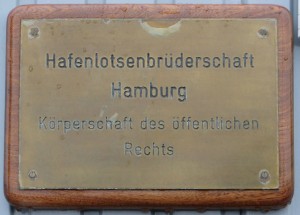 Hafenlotsenbrüderschaft
Hamburg
Körperschaft des öffentlichen
Rechts